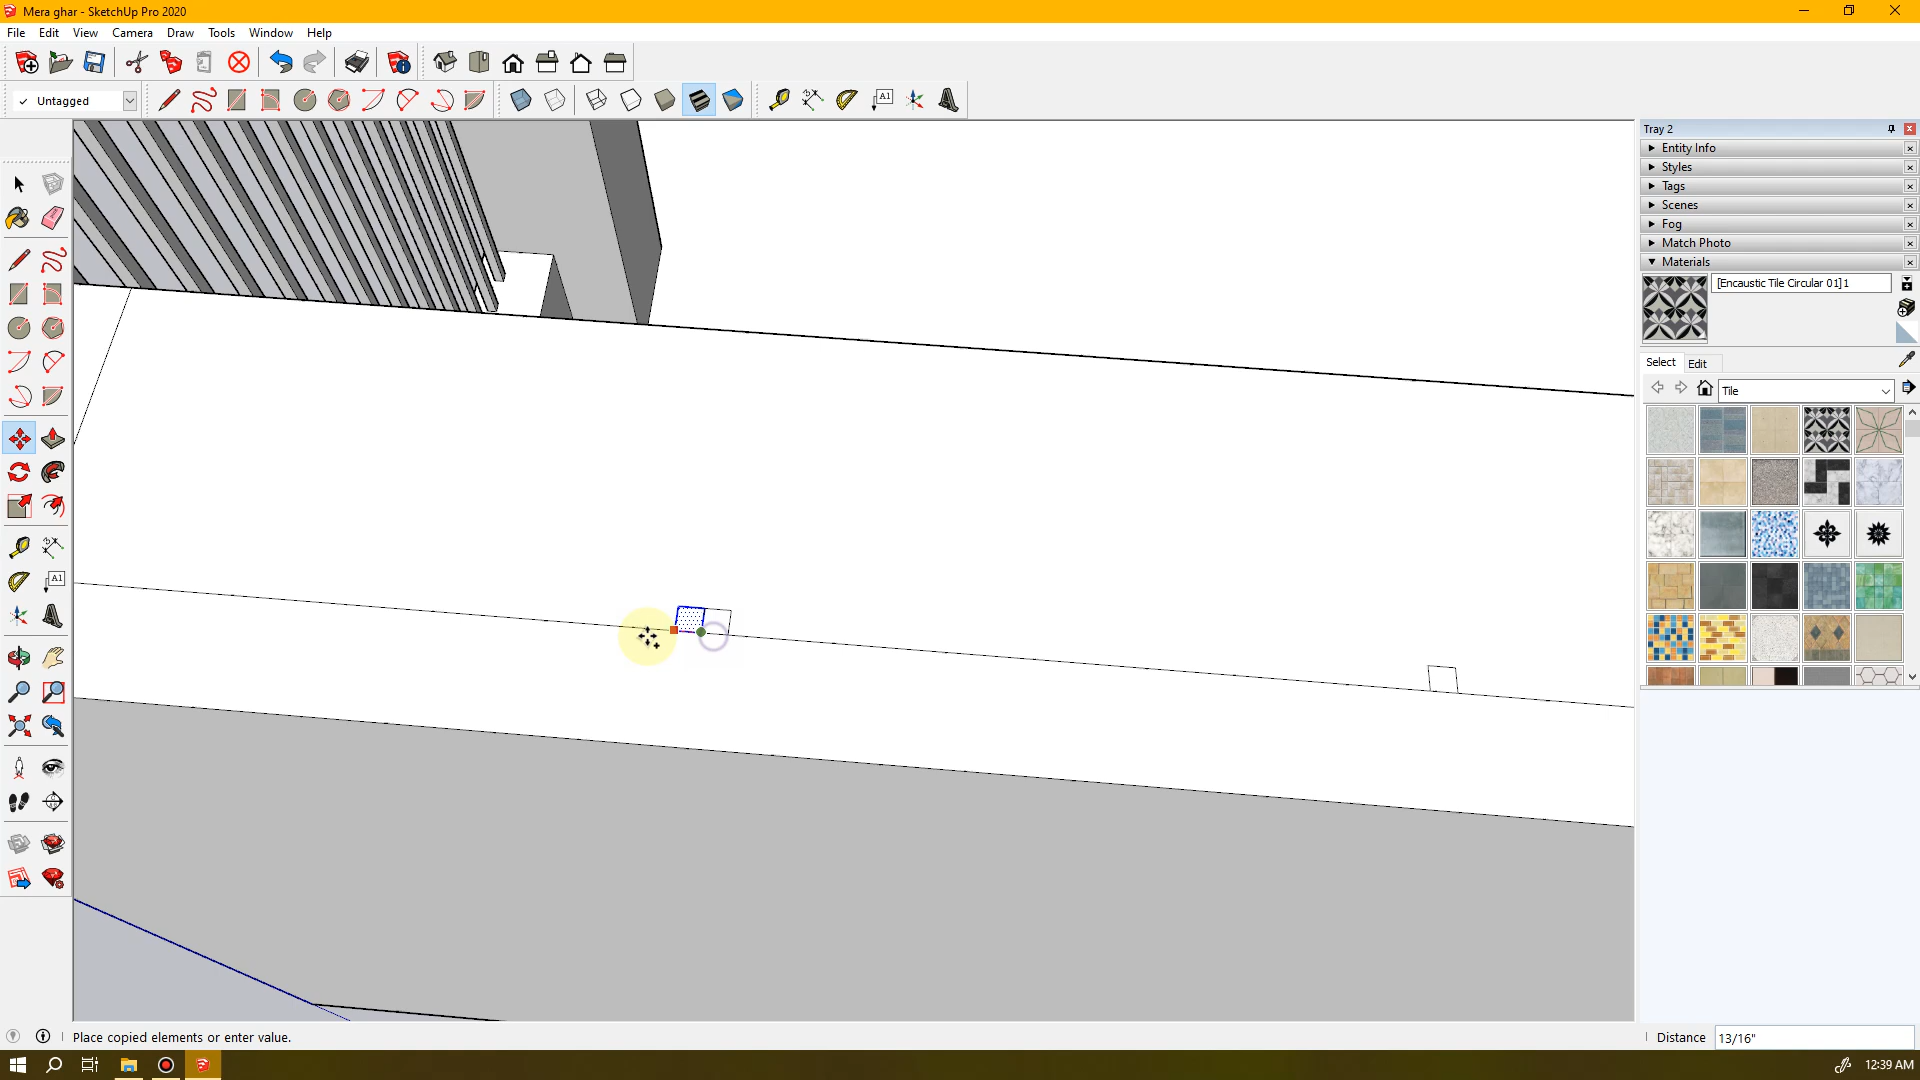 Mera ghar - SketchUp Pro 2020
File Edit View Camera Draw Tools Window Help
Untagged
A1
Tray 2
Entity Info
Styles
Tags
Scenes
Fog
Match Photo
Materials
[Encaustic Tile Circular 01]1
Select Edit
Tile
A1
Place copied elements or enter value.
Distance 13/16"
12:39 AM